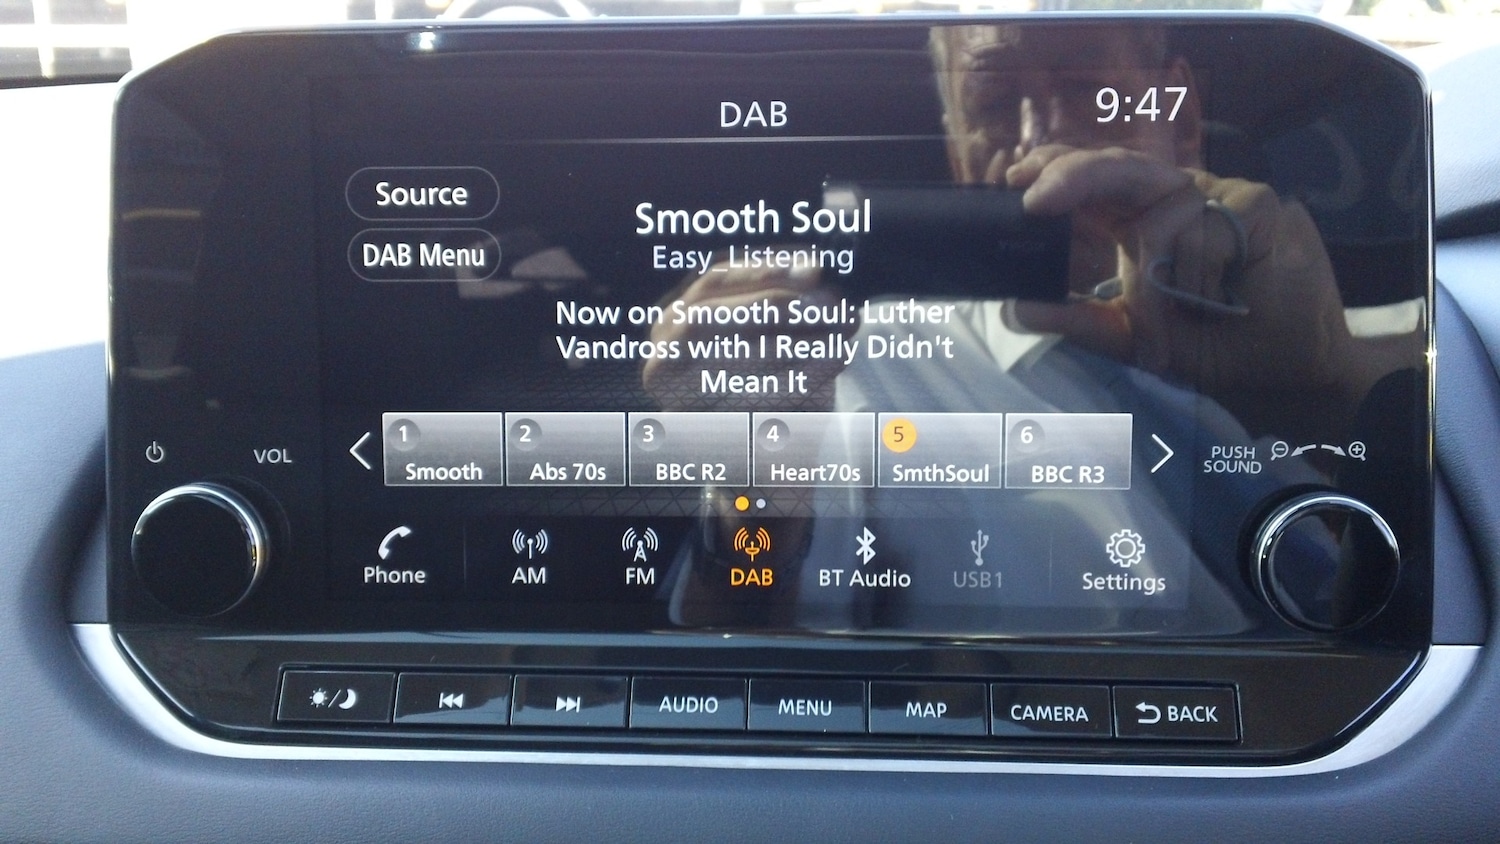 DAB
9:47
Source
DAB Menu
Smooth Soul
Easy_Listening
Now on Smooth Soul: Luther
Vandross with I Really Didn't
Mean It
1
Smooth
2
Abs 70s
3
BBC R2
4
Heart70s
5
SmthSoul
6
BBC R3
VOL
PUSH
SOUND
Phone
AM
FM
DAB
BT Audio
USB1
Settings
AUDIO
MENU
MAP
CAMERA
BACK